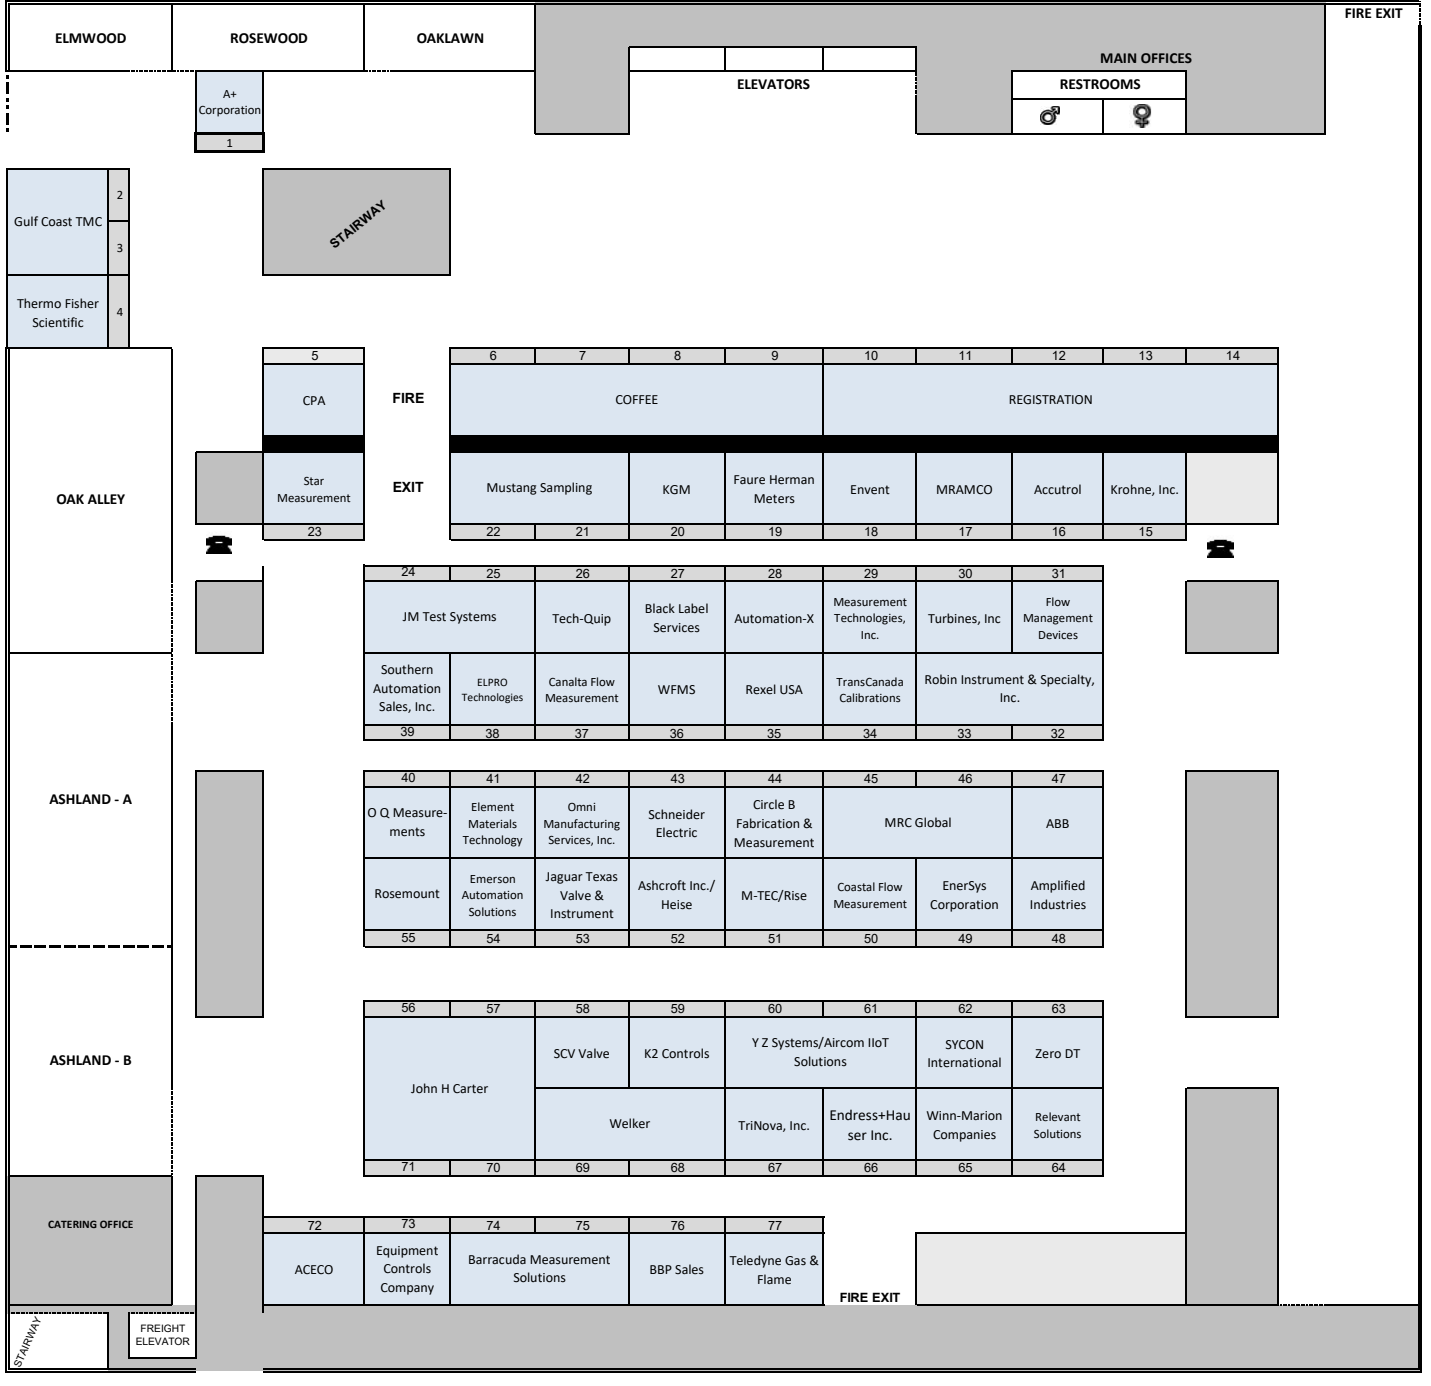 FIRE EXIT
ELMWOOD
ROSEWOOD
OAKLAWN
MAIN OFFICES
ELEVATORS
RESTROOMS
A+
Corporation
1
2
Gulf Coast TMC
3
STAIRWAY
Thermo Fisher
Scientific
4
5
6
7
8
9
10
11
12
13
14
CPA
FIRE
COFFEE
REGISTRATION
OAK ALLEY
Star
Measurement
EXIT
Mustang Sampling
KGM
Faure Herman
Meters
Envent
MRAMCO
Accutrol
Krohne, Inc.
23
22
21
20
19
18
17
16
15
24
25
26
27
28
29
30
31
JM Test Systems
Tech-Quip
Black Label
Services
Automation-X
Measurement
Technologies,
Inc.
Turbines, Inc
Flow
Management
Devices
Southern
Automation
Sales, Inc.
ELPRO
Technologies
Canalta Flow
Measurement
WFMS
Rexel USA
TransCanada
Calibrations
Robin Instrument & Specialty,
Inc.
39
38
37
36
35
34
33
32
ASHLAND - A
40
41
42
43
44
45
46
47
O Q Measure-
ments
Element
Materials
Technology
Omni
Manufacturing
Services, Inc.
Schneider
Electric
Circle B
Fabrication &
Measurement
MRC Global
ABB
Rosemount
Emerson
Automation
Solutions
Jaguar Texas
Valve &
Instrument
Ashcroft Inc./
Heise
M-TEC/Rise
Coastal Flow
Measurement
EnerSys
Corporation
Amplified
Industries
55
54
53
52
51
50
49
48
ASHLAND - B
56
57
58
59
60
61
62
63
John H Carter
SCV Valve
K2 Controls
Y Z Systems/Aircom IIoT
Solutions
SYCON
International
Zero DT
Welker
TriNova, Inc.
Endress+Hau
ser Inc.
Winn-Marion
Companies
Relevant
Solutions
71
70
69
68
67
66
65
64
CATERING OFFICE
72
73
74
75
76
77
ACECO
Equipment
Controls
Company
Barracuda Measurement
Solutions
BBP Sales
Teledyne Gas &
Flame
FIRE EXIT
STAIRWAY
FREIGHT
ELEVATOR